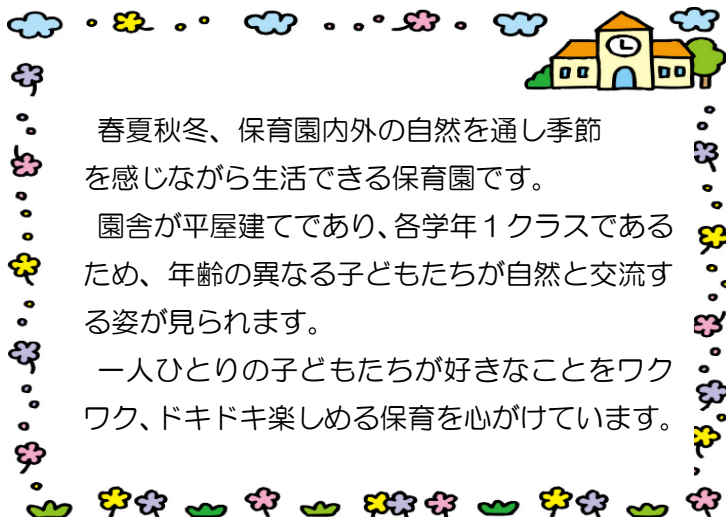 春夏秋冬、保育園内外の自然を通し季節
を感じながら生活できる保育園です。
園舎が平屋建てであり、各学年１クラスである
ため、年齢の異なる子どもたちが自然と交流す
る姿が見られます。
一人ひとりの子どもたちが好きなことをワク
ワク、ドキドキ楽しめる保育を心がけています。